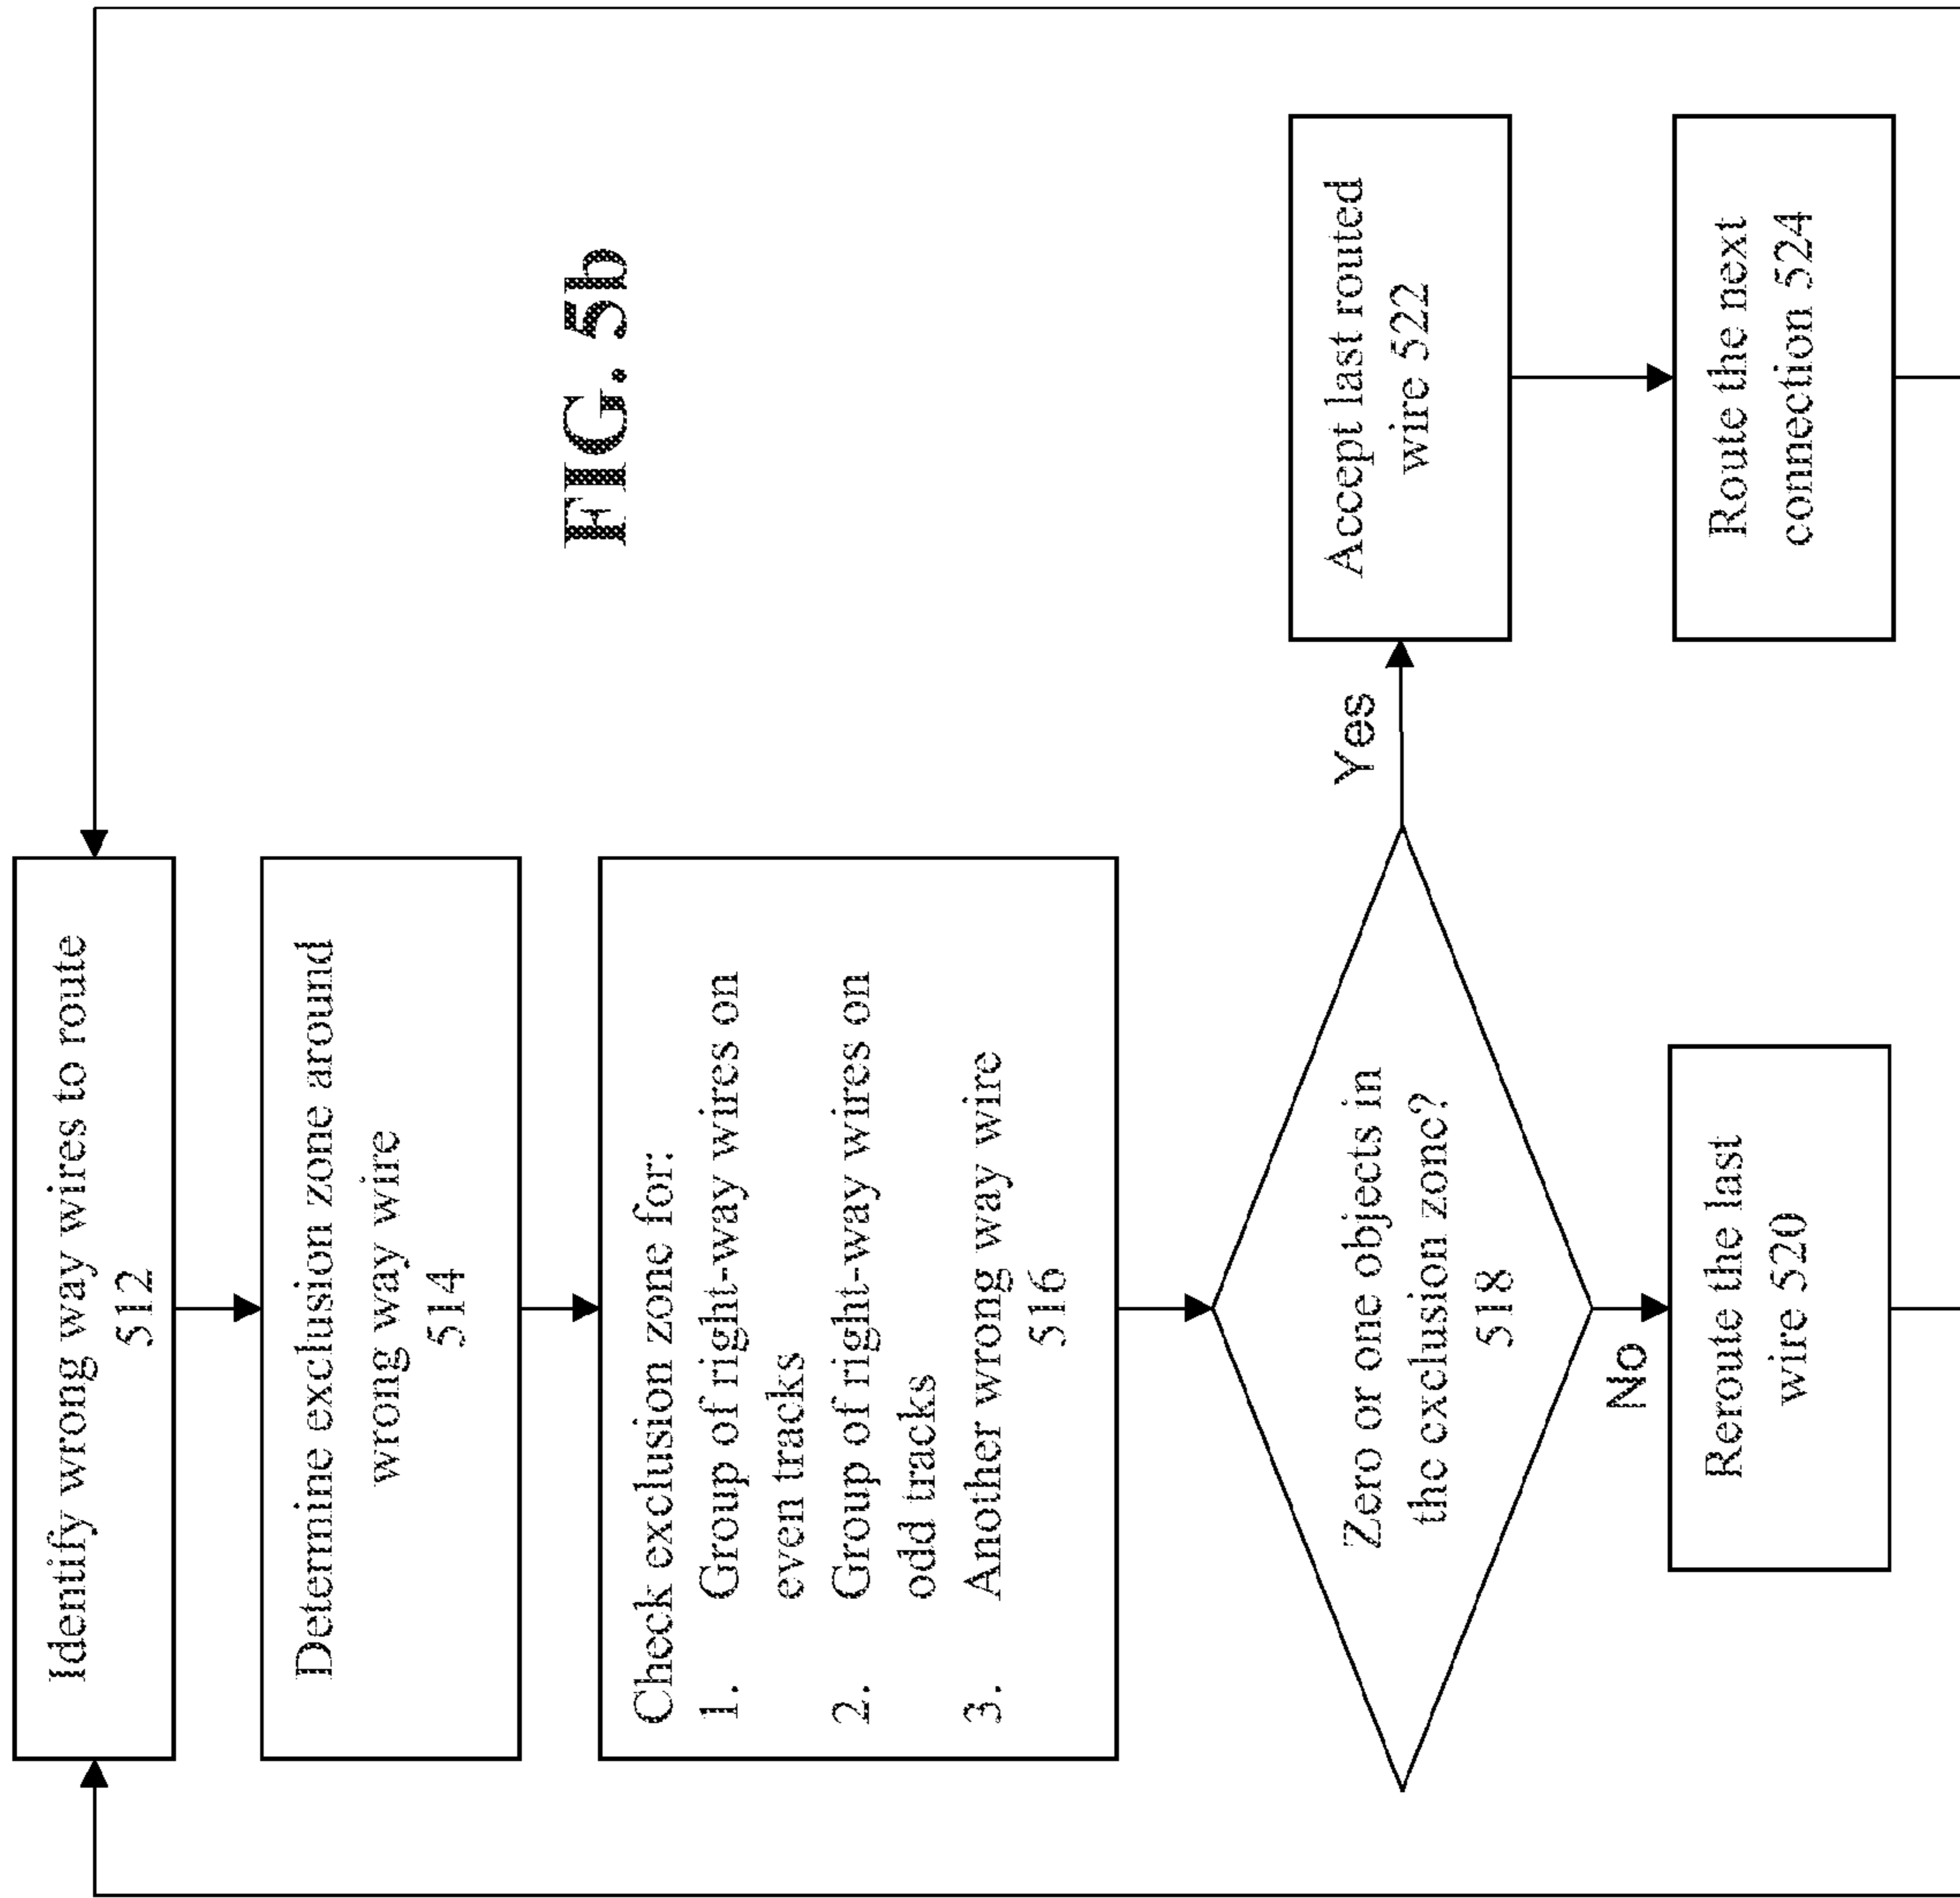 Identify wrong way wires to route
512
Determine exclusion zone around
wrong way wire
514
Check exclusion zone for:
1. Group of right-way wires on
even tracks
2. Group of right-way wires on
odd tracks
3. Another wrong way wire
516
Zero or one objects in
the exclusion zone?
518
Yes
No
Accept last routed
wire 522
Route the next
connection 524
Reroute the last
wire 520
FIG. 5b